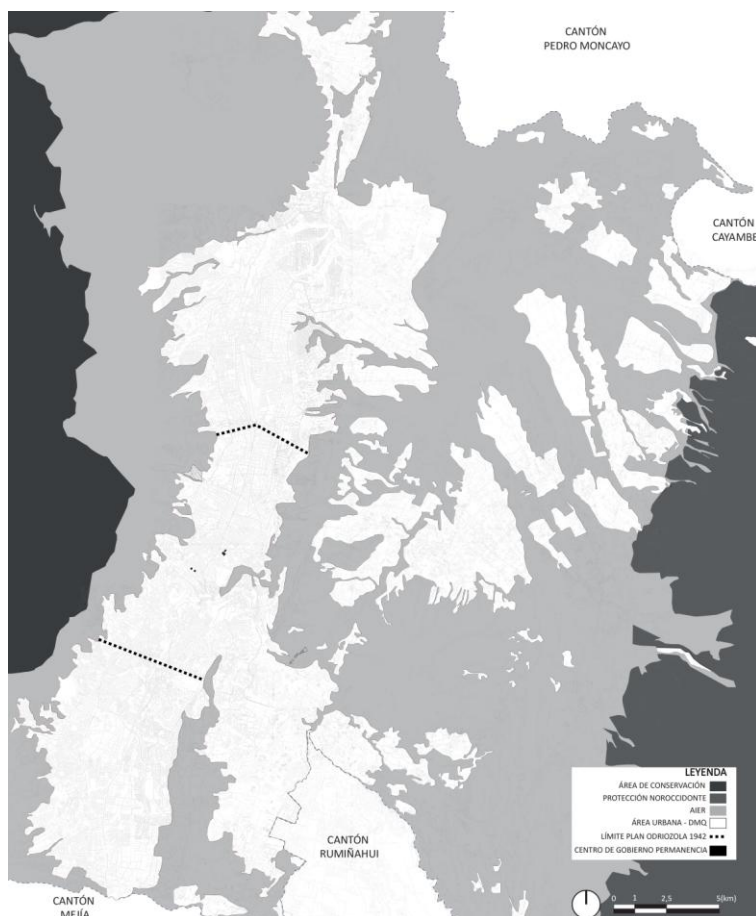 CANTÓN
PEDRO MONCAYO
CANTÓN
CAYAMBE
CANTÓN
RUMIÑAHUI
CANTÓN
MEJÍA
LEYENDA
ÁREA DE CONSERVACIÓN
PROTECCIÓN NOROCCIDONTE
AIER
ÁREA URBANA - DMQ
LÍMITE PLAN ODRIOZOLA 1942
CENTRO DE GOBIERNO PERMANENCIA
0 1 2,5 5(km)